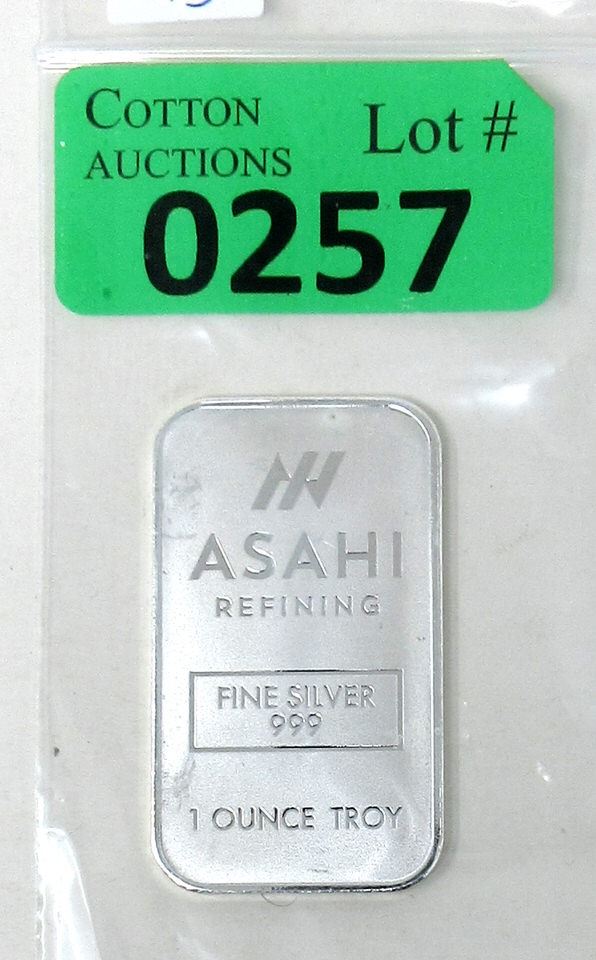 COTTON
AUCTIONS
Lot #
0257
ASAHI
REFINING
FINE SILVER
999
1 OUNCE TROY